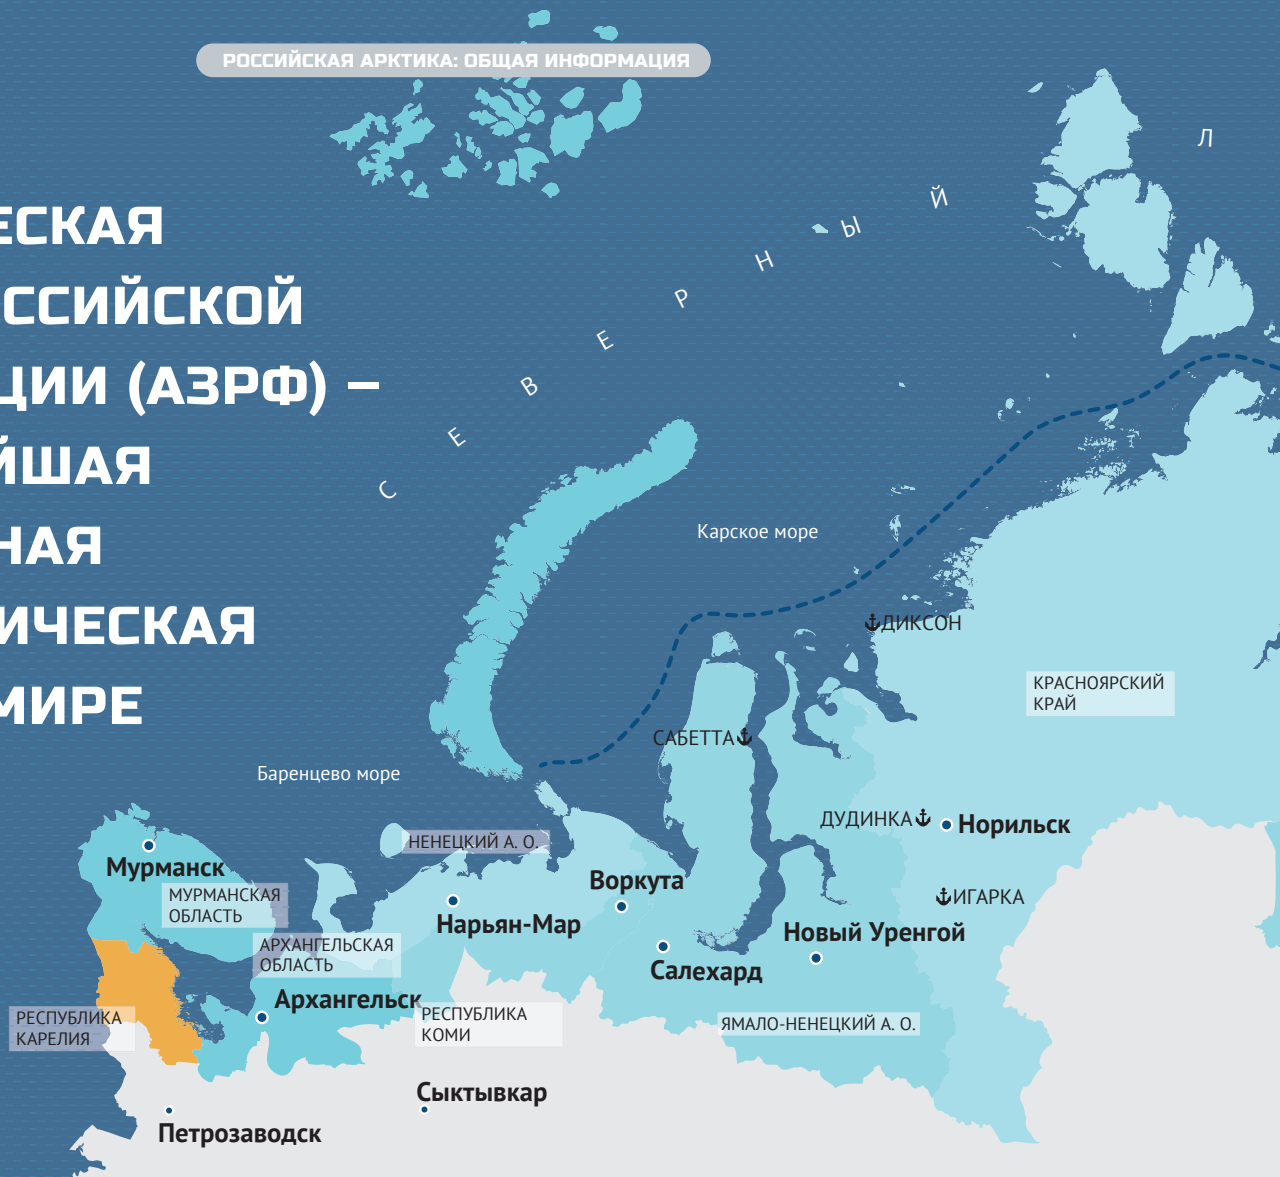 РОССИЙСКАЯ АРКТИКА: ОБЩАЯ ИНФОРМАЦИЯ
ЕСКАЯ
ССИЙСКОЙ
ЦИИ (АЗРФ) –
ЙШАЯ
НАЯ
ИЧЕСКАЯ
МИРЕ
С Е В Е Р Н Ы Й
Л
Карское море
ДИКСОН
КРАСНОЯРСКИЙ
КРАЙ
САБЕТТА
Баренцево море
ДУДИНКА
Норильск
НЕНЕЦКИЙ А. О.
Мурманск
Воркута
МУРМАНСКАЯ
ОБЛАСТЬ
ИГАРКА
Нарьян-Мар
Новый Уренгой
АРХАНГЕЛЬСКАЯ
ОБЛАСТЬ
Салехард
Архангельск
РЕСПУБЛИКА
КАРЕЛИЯ
РЕСПУБЛИКА
КОМИ
ЯМАЛО-НЕНЕЦКИЙ А. О.
Сыктывкар
Петрозаводск